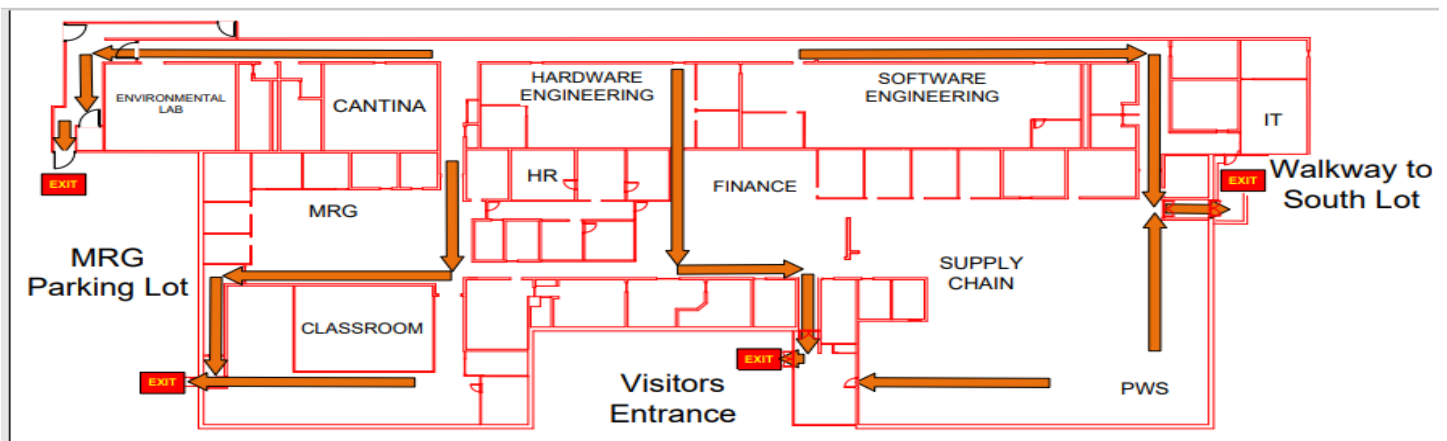 HARDWARE
ENGINEERING
SOFTWARE
ENGINEERING
ENVIRONMENTAL
LAB
CANTINA
IT
EXIT
HR
FINANCE
EXIT
Walkway to
South Lot
MRG
MRG
Parking Lot
SUPPLY
CHAIN
CLASSROOM
EXIT
EXIT
Visitors
Entrance
PWS